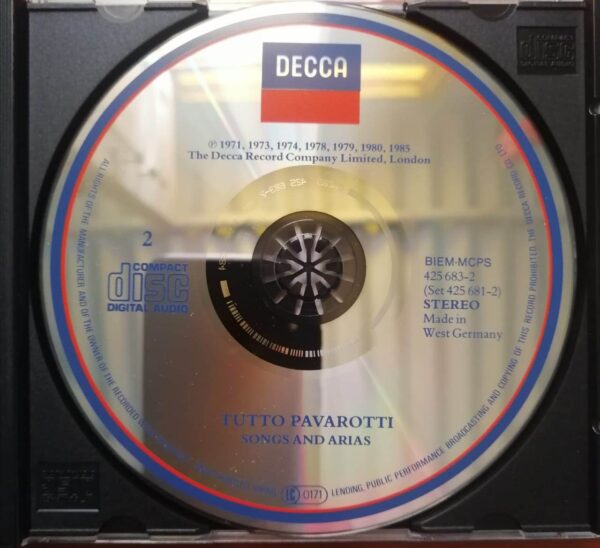 DECCA
℗ 1971, 1973, 1974, 1978, 1979, 1980, 1985
The Decca Record Company Limited, London
2
COMPACT
disc
DIGITAL AUDIO
BIEM-MCPS
425 683-2
(Set 425 681-2)
STEREO
Made in
West Germany
TUTTO PAVAROTTI
SONGS AND ARIAS
ALL RIGHTS OF THE MANUFACTURER AND OF THE OWNER OF THE RECORDED
LC 0171
LENDING, PUBLIC PERFORMANCE BROADCASTING AND COPYING OF THIS RECORD PROHIBITED. THE DECCA RECORD CO. LTD.
disc